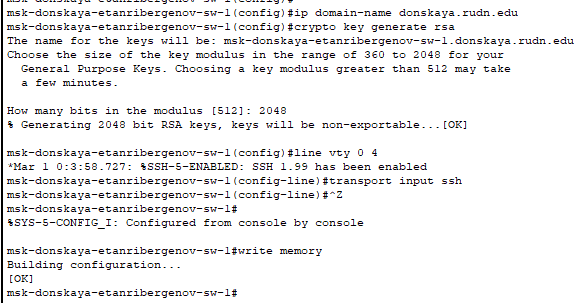 msk-donskaya-etanribergenov-sw-1(config)#
msk-donskaya-etanribergenov-sw-1(config)#ip domain-name donskaya.rudn.edu
msk-donskaya-etanribergenov-sw-1(config)#crypto key generate rsa
The name for the keys will be: msk-donskaya-etanribergenov-sw-1.donskaya.rudn.edu
Choose the size of the key modulus in the range of 360 to 2048 for your
  General Purpose Keys. Choosing a key modulus greater than 512 may take
  a few minutes.

How many bits in the modulus [512]: 2048
% Generating 2048 bit RSA keys, keys will be non-exportable...[OK]

msk-donskaya-etanribergenov-sw-1(config)#line vty 0 4
*Mar 1 0:3:58.727: %SSH-5-ENABLED: SSH 1.99 has been enabled
msk-donskaya-etanribergenov-sw-1(config-line)#transport input ssh
msk-donskaya-etanribergenov-sw-1(config-line)#^Z
msk-donskaya-etanribergenov-sw-1#
%SYS-5-CONFIG_I: Configured from console by console

msk-donskaya-etanribergenov-sw-1#write memory
Building configuration...
[OK]
msk-donskaya-etanribergenov-sw-1#